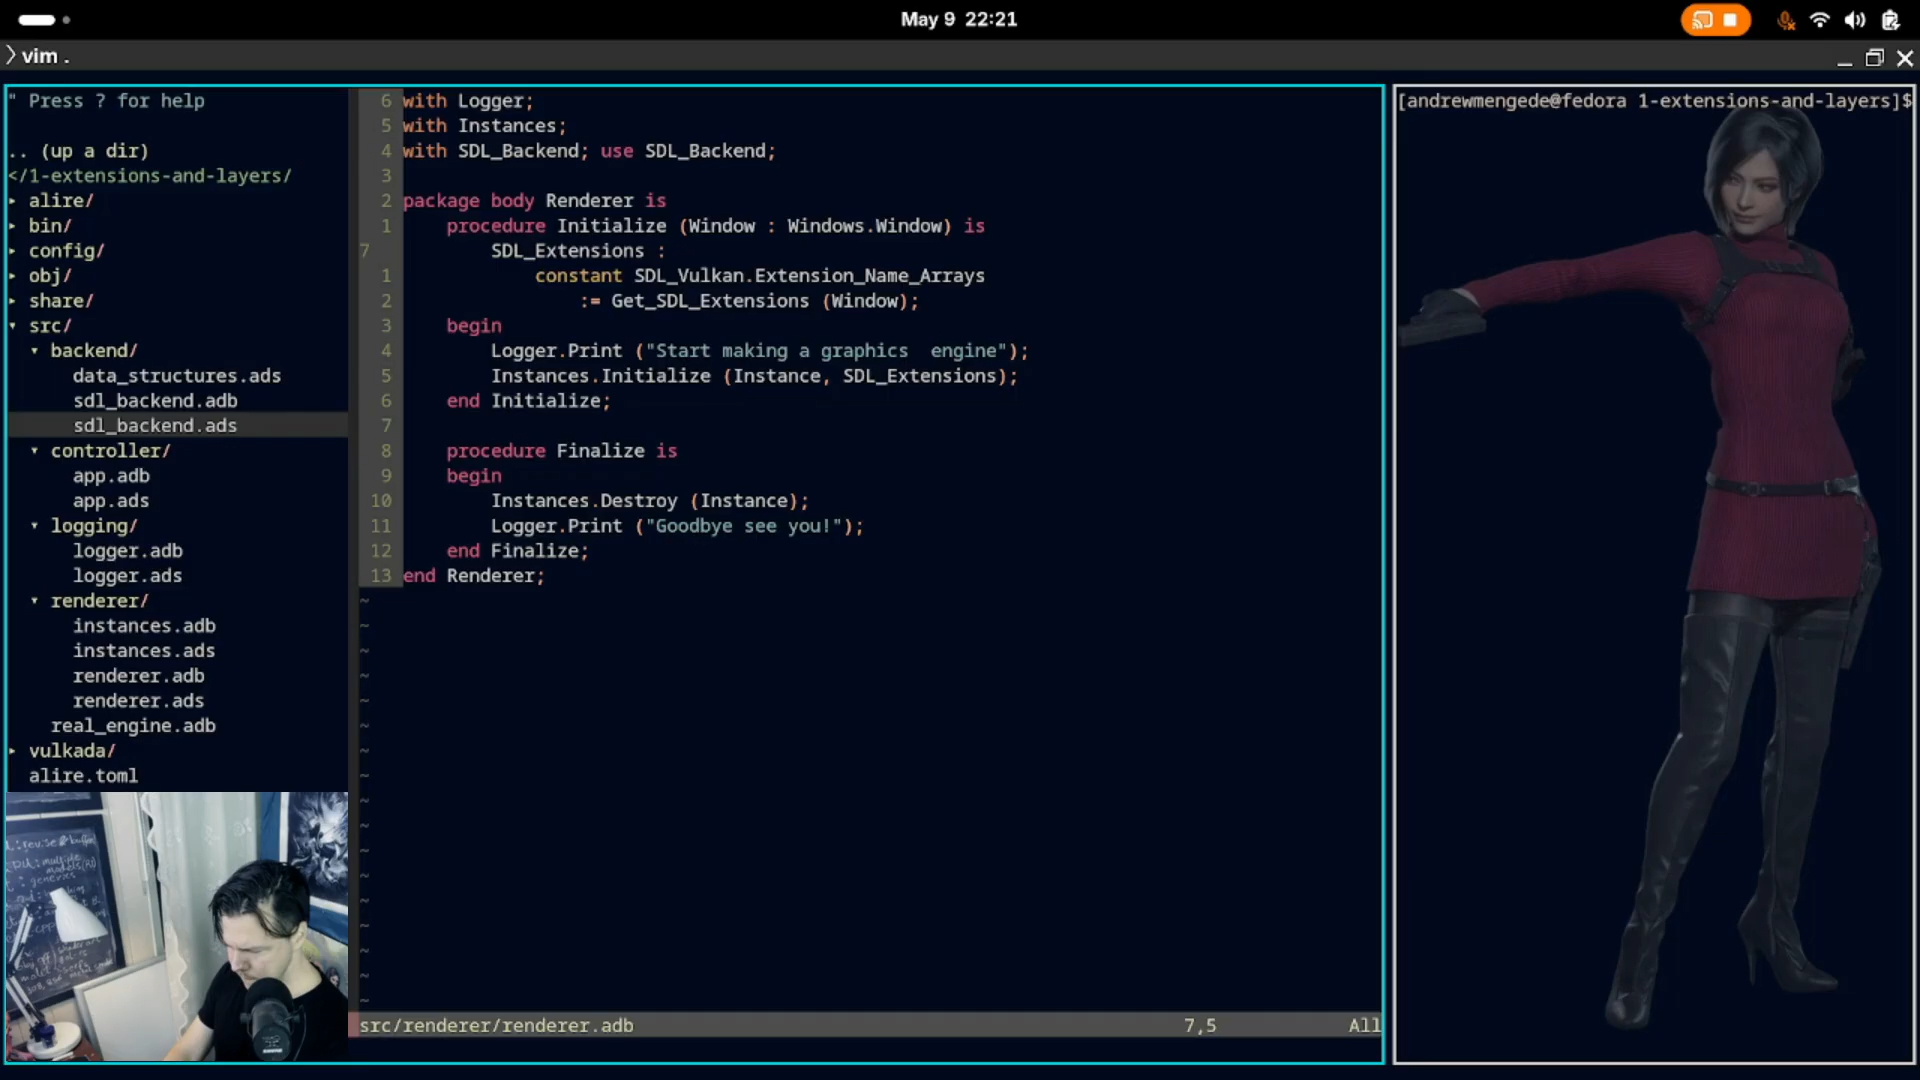 May 9 22:21
vim .
" Press ? for help
.. (up a dir)
</1-extensions-and-layers/
▸ alire/
▸ bin/
▸ config/
▸ obj/
▸ share/
▾ src/
▾ backend/
data_structures.ads
sdl_backend.adb
sdl_backend.ads
▾ controller/
app.adb
app.ads
▾ logging/
logger.adb
logger.ads
▾ renderer/
instances.adb
instances.ads
renderer.adb
renderer.ads
real_engine.adb
▸ vulkada/
alire.toml
6 with Logger;
5 with Instances;
4 with SDL_Backend; use SDL_Backend;
3
2 package body Renderer is
1 procedure Initialize (Window : Windows.Window) is
7 SDL_Extensions :
1 constant SDL_Vulkan.Extension_Name_Arrays
2 := Get_SDL_Extensions (Window);
3 begin
4 Logger.Print ("Start making a graphics  engine");
5 Instances.Initialize (Instance, SDL_Extensions);
6 end Initialize;
7
8 procedure Finalize is
9 begin
10 Instances.Destroy (Instance);
11 Logger.Print ("Goodbye see you!");
12 end Finalize;
13 end Renderer;
src/renderer/renderer.adb 7,5 All
[andrewmengede@fedora 1-extensions-and-layers]$